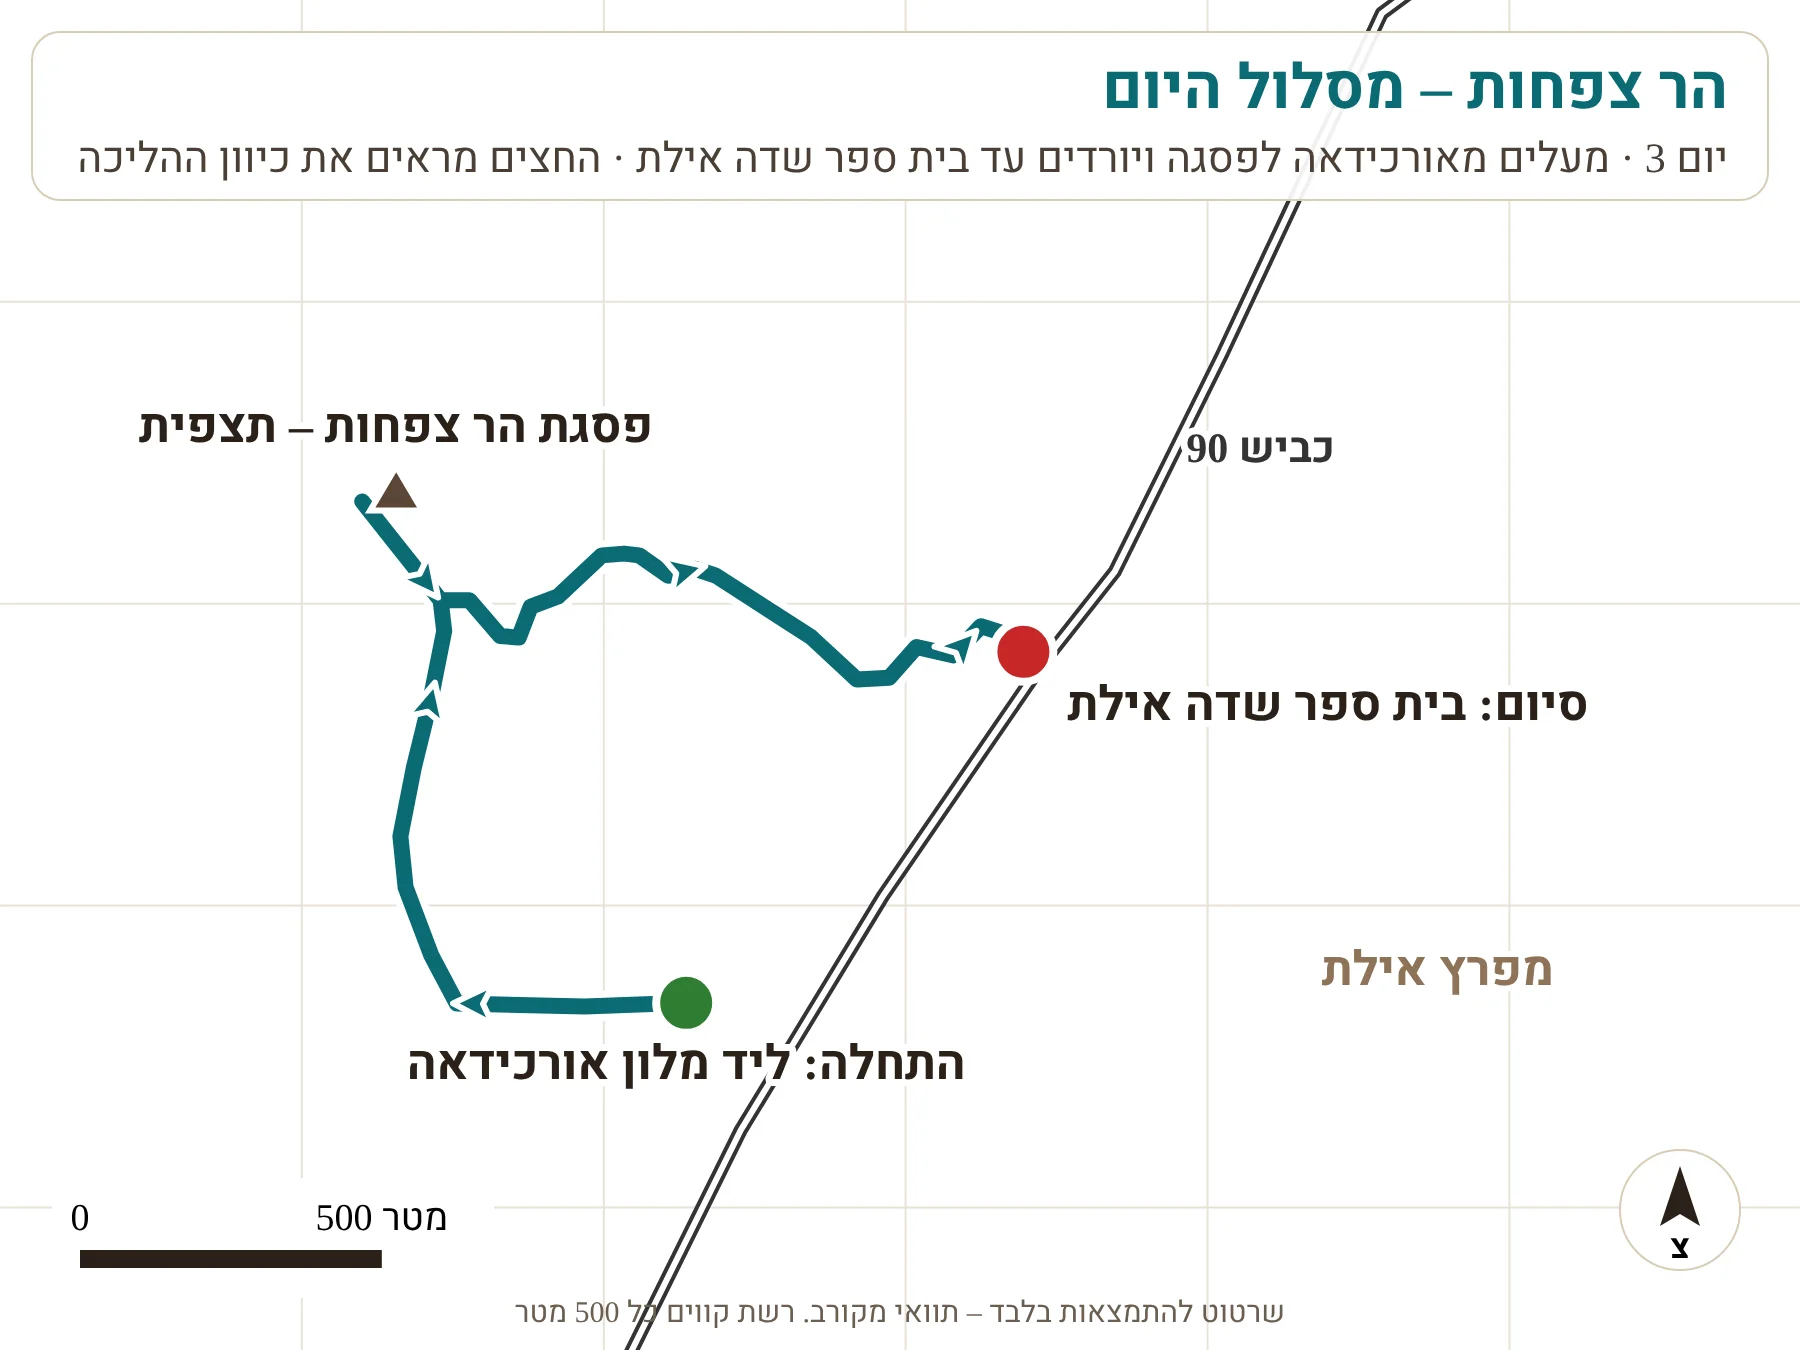 הר צפחות – מסלול היום
יום 3 · מעלים מאורכידאה לפסגה ויורדים עד בית ספר שדה אילת · החצים מראים את כיוון ההליכה
פסגת הר צפחות – תצפית
כביש 90
סיום: בית ספר שדה אילת
מפרץ אילת
התחלה: ליד מלון אורכידאה
0
500 מטר
צ
שרטוט להתמצאות בלבד – תוואי מקורב. רשת קווים כל 500 מטר